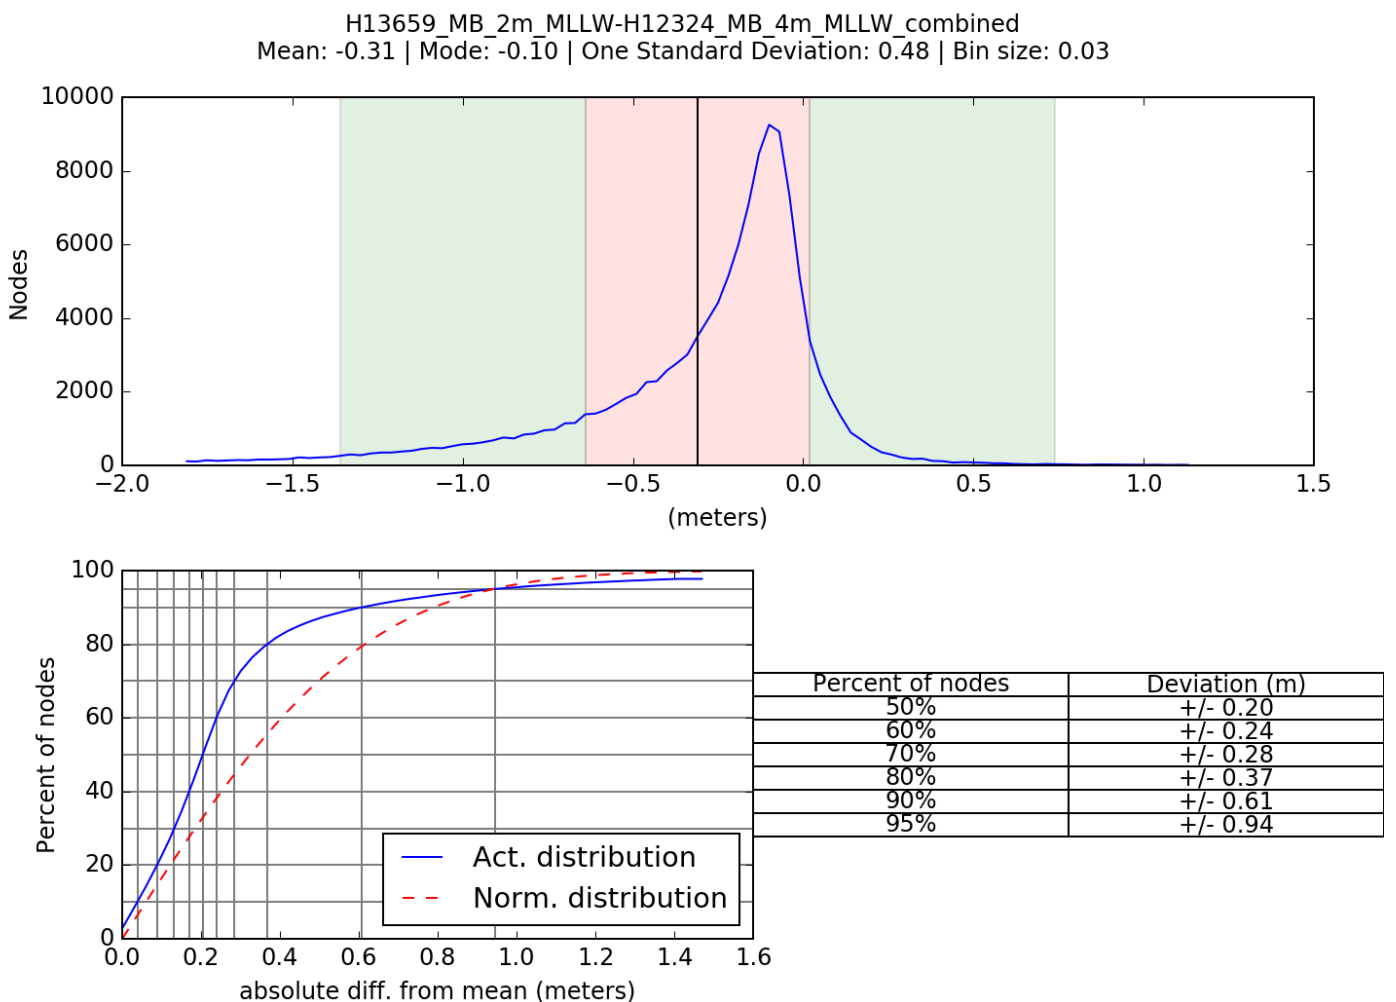 H13659_MB_2m_MLLW-H12324_MB_4m_MLLW_combined
Mean: -0.31 | Mode: -0.10 | One Standard Deviation: 0.48 | Bin size: 0.03
10000
8000
6000
4000
2000
0
Nodes
−2.0 −1.5 −1.0 −0.5 0.0 0.5 1.0 1.5
(meters)
100
80
60
40
20
0
Percent of nodes
Act. distribution
Norm. distribution
0.0 0.2 0.4 0.6 0.8 1.0 1.2 1.4 1.6
absolute diff. from mean (meters)
Percent of nodes Deviation (m)
50% +/- 0.20
60% +/- 0.24
70% +/- 0.28
80% +/- 0.37
90% +/- 0.61
95% +/- 0.94